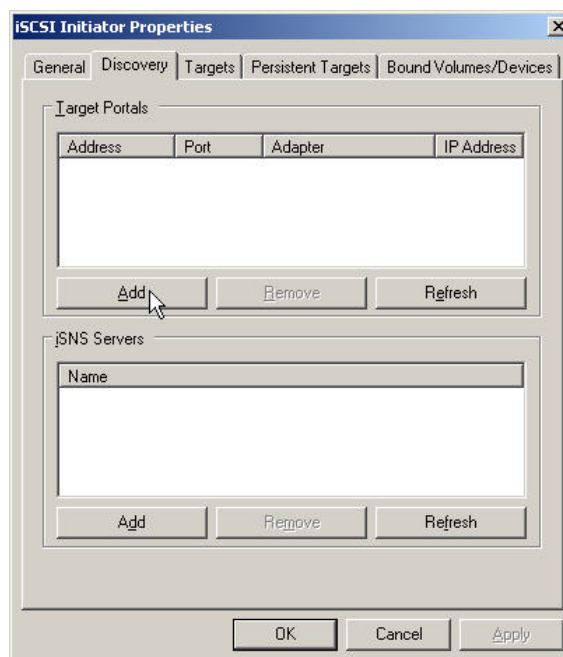 iSCSI Initiator Properties
General Discovery Targets Persistent Targets Bound Volumes/Devices
Target Portals
Address Port Adapter IP Address
Add Remove Refresh
iSNS Servers
Name
Add Remove Refresh
OK Cancel Apply